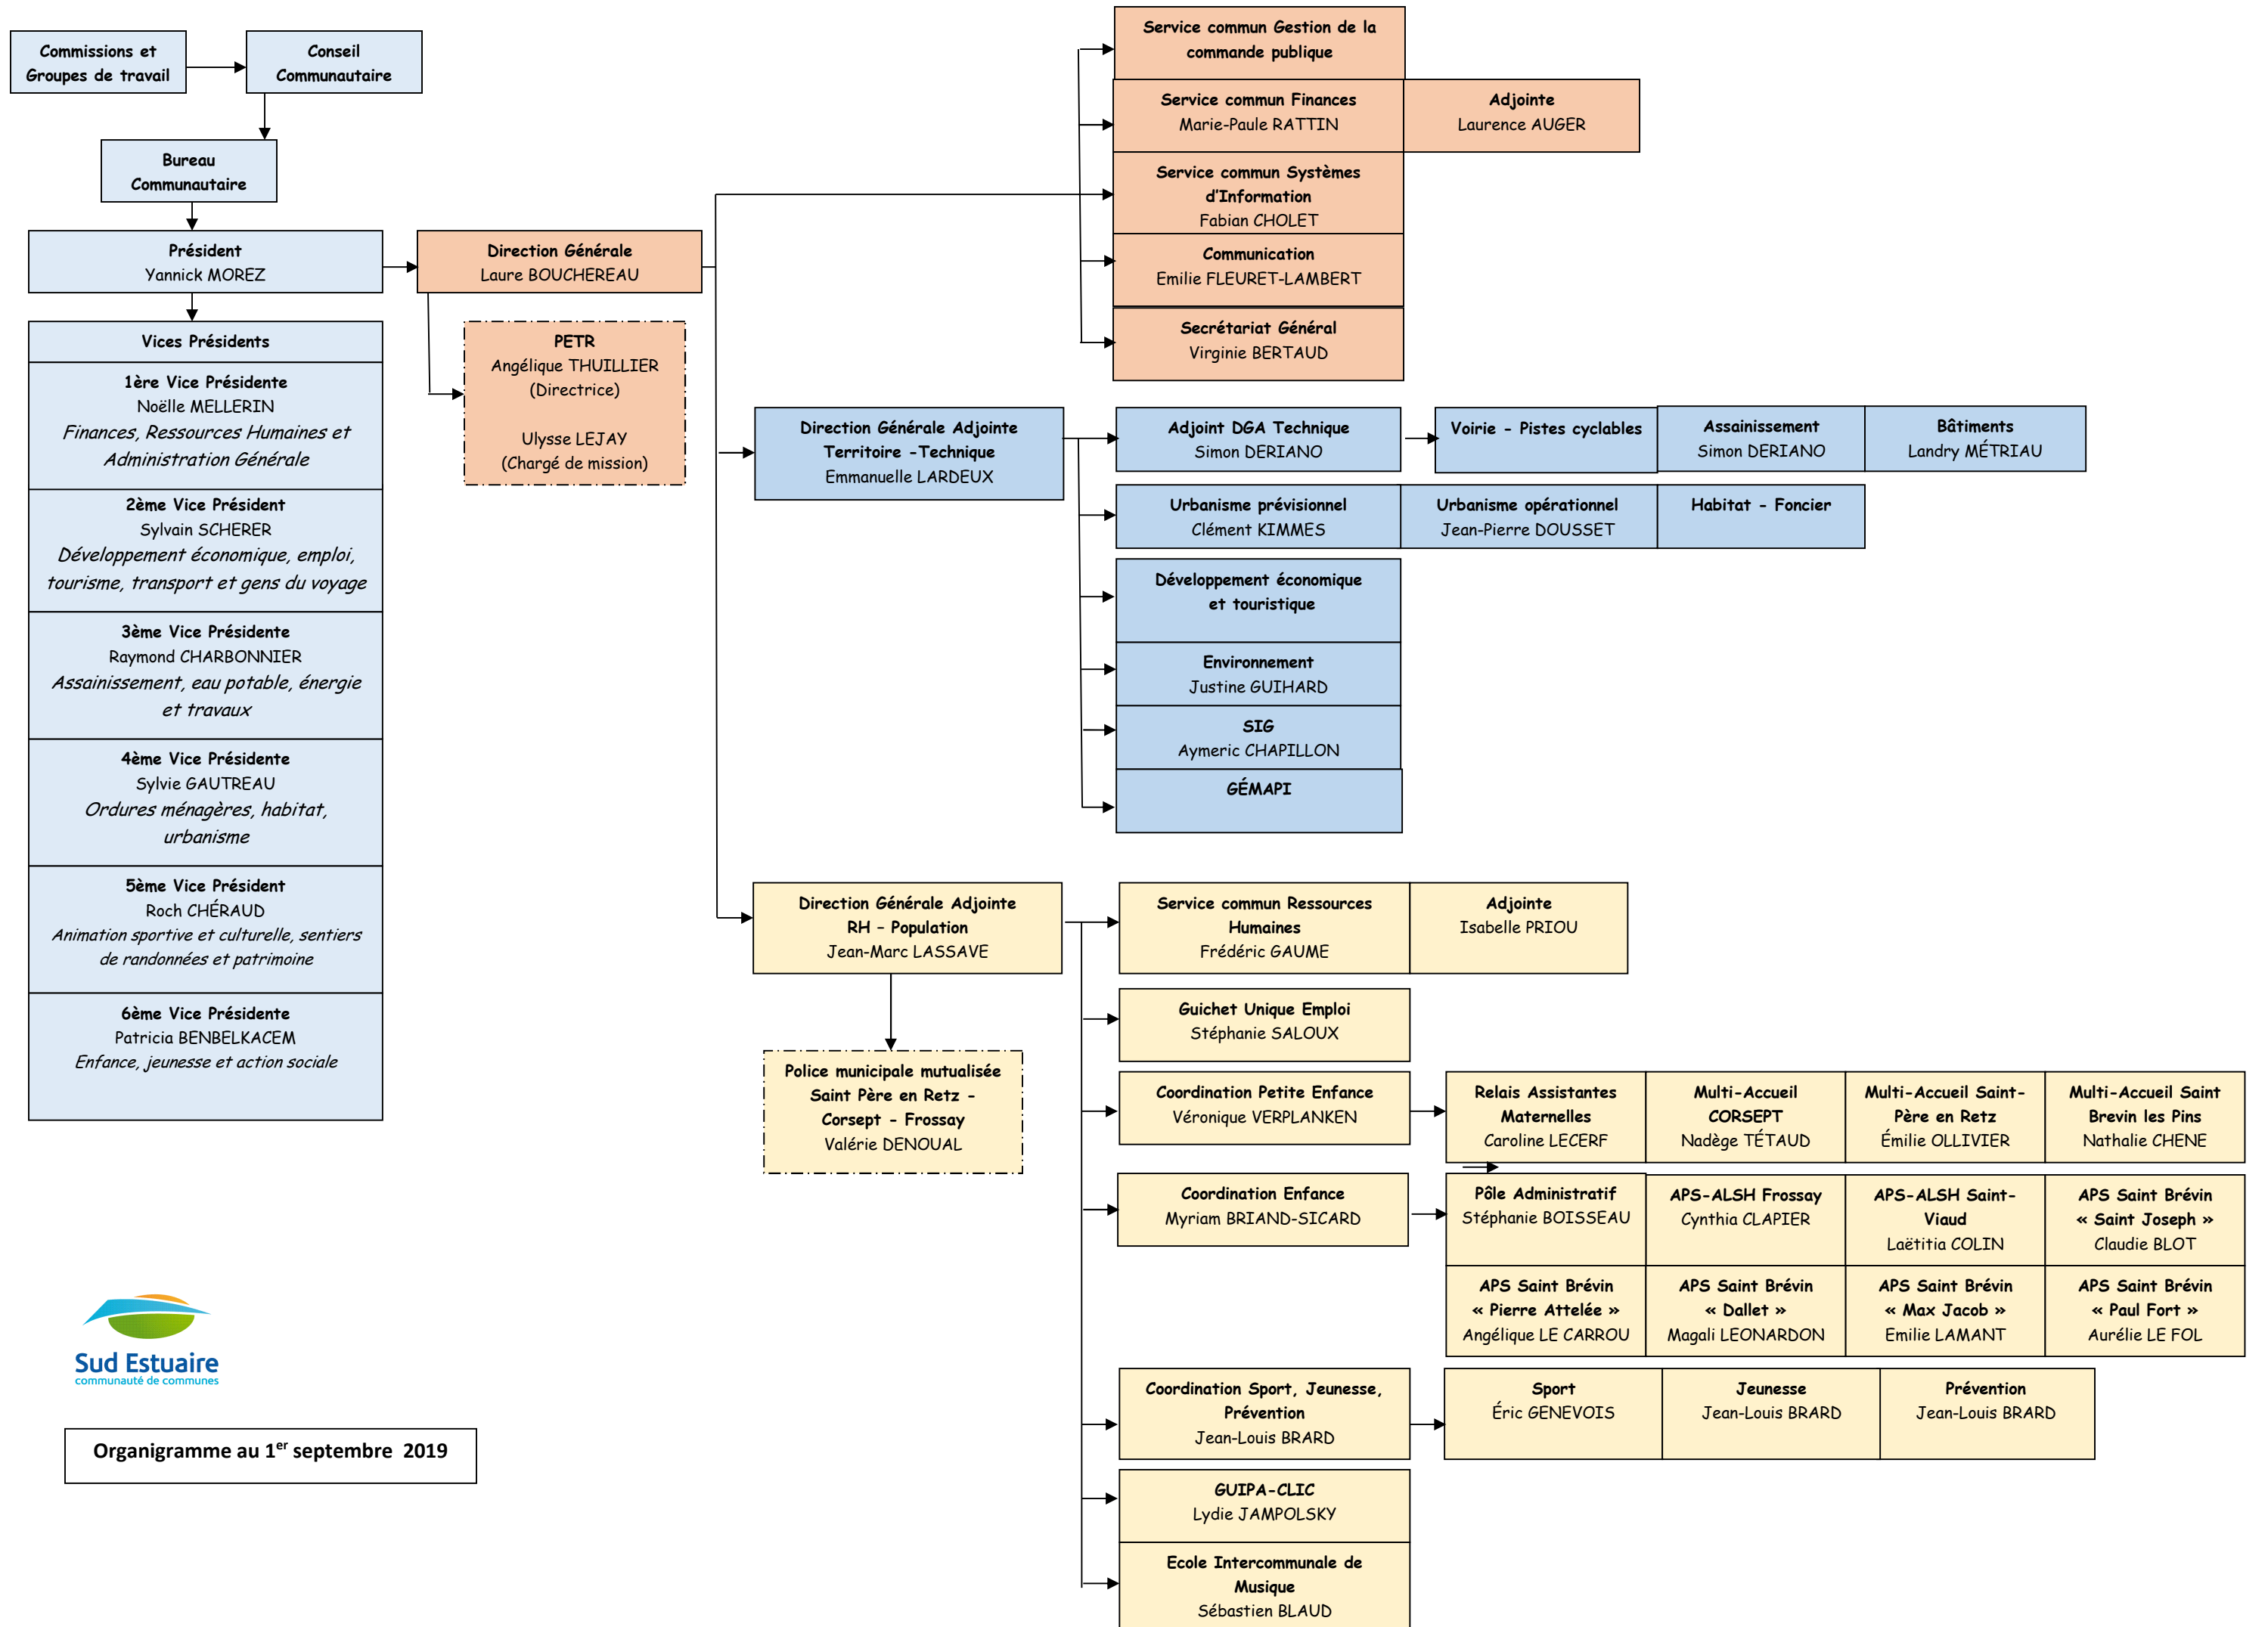 Commissions et
Groupes de travail
Conseil
Communautaire
Bureau
Communautaire
Président
Yannick MOREZ
Vices Présidents
1ère Vice Présidente
Noëlle MELLERIN
Finances, Ressources Humaines et
Administration Générale
2ème Vice Président
Sylvain SCHERER
Développement économique, emploi,
tourisme, transport et gens du voyage
3ème Vice Présidente
Raymond CHARBONNIER
Assainissement, eau potable, énergie
et travaux
4ème Vice Présidente
Sylvie GAUTREAU
Ordures ménagères, habitat,
urbanisme
5ème Vice Président
Roch CHÉRAUD
Animation sportive et culturelle, sentiers
de randonnées et patrimoine
6ème Vice Présidente
Patricia BENBELKACEM
Enfance, jeunesse et action sociale
Direction Générale
Laure BOUCHEREAU
PETR
Angélique THUILLIER
(Directrice)
Ulysse LEJAY
(Chargé de mission)
Service commun Gestion de la
commande publique
Service commun Finances
Marie-Paule RATTIN
Adjointe
Laurence AUGER
Service commun Systèmes
d'Information
Fabian CHOLET
Communication
Emilie FLEURET-LAMBERT
Secrétariat Général
Virginie BERTAUD
Direction Générale Adjointe
Territoire -Technique
Emmanuelle LARDEUX
Adjoint DGA Technique
Simon DERIANO
Voirie - Pistes cyclables
Assainissement
Simon DERIANO
Bâtiments
Landry MÉTRIAU
Urbanisme prévisionnel
Clément KIMMES
Urbanisme opérationnel
Jean-Pierre DOUSSET
Habitat - Foncier
Développement économique
et touristique
Environnement
Justine GUIHARD
SIG
Aymeric CHAPILLON
GÉMAPI
Direction Générale Adjointe
RH – Population
Jean-Marc LASSAVE
Police municipale mutualisée
Saint Père en Retz -
Corsept - Frossay
Valérie DENOUAL
Service commun Ressources
Humaines
Frédéric GAUME
Adjointe
Isabelle PRIOU
Guichet Unique Emploi
Stéphanie SALOUX
Coordination Petite Enfance
Véronique VERPLANKEN
Relais Assistantes
Maternelles
Caroline LECERF
Multi-Accueil
CORSEPT
Nadège TÉTAUD
Multi-Accueil Saint-
Père en Retz
Émilie OLLIVIER
Multi-Accueil Saint
Brevin les Pins
Nathalie CHENE
Coordination Enfance
Myriam BRIAND-SICARD
Pôle Administratif
Stéphanie BOISSEAU
APS-ALSH Frossay
Cynthia CLAPIER
APS-ALSH Saint-
Viaud
Laëtitia COLIN
APS Saint Brévin
« Saint Joseph »
Claudie BLOT
APS Saint Brévin
« Pierre Attelée »
Angélique LE CARROU
APS Saint Brévin
« Dallet »
Magali LEONARDON
APS Saint Brévin
« Max Jacob »
Emilie LAMANT
APS Saint Brévin
« Paul Fort »
Aurélie LE FOL
Coordination Sport, Jeunesse,
Prévention
Jean-Louis BRARD
Sport
Éric GENEVOIS
Jeunesse
Jean-Louis BRARD
Prévention
Jean-Louis BRARD
GUIPA-CLIC
Lydie JAMPOLSKY
Ecole Intercommunale de
Musique
Sébastien BLAUD
Sud Estuaire
communauté de communes
Organigramme au 1er septembre 2019